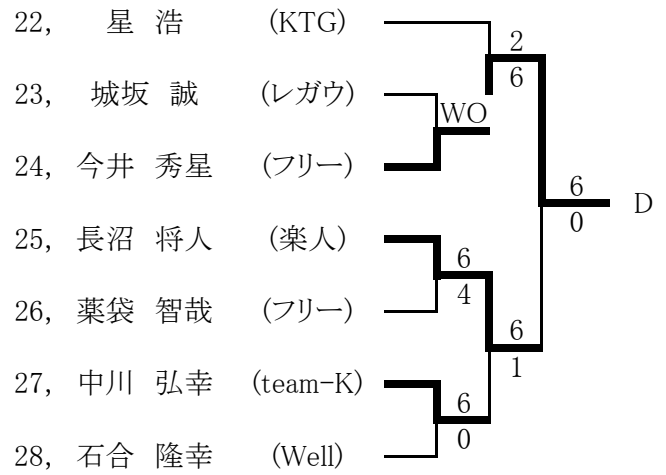 22, 星 浩 (KTG)
2
6
23, 城坂 誠 (レガウ)
WO
24, 今井 秀星 (フリー)
6
0
D
25, 長沼 将人 (楽人)
6
4
26, 薬袋 智哉 (フリー)
6
1
27, 中川 弘幸 (team-K)
6
0
28, 石合 隆幸 (Well)